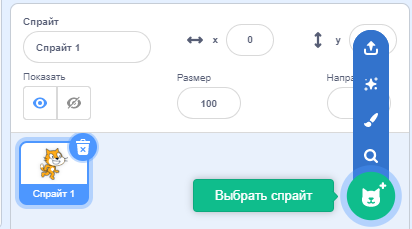 Спрайт
Спрайт 1
x
0
y
Показать
Размер
Напра
100
Спрайт 1
Выбрать спрайт